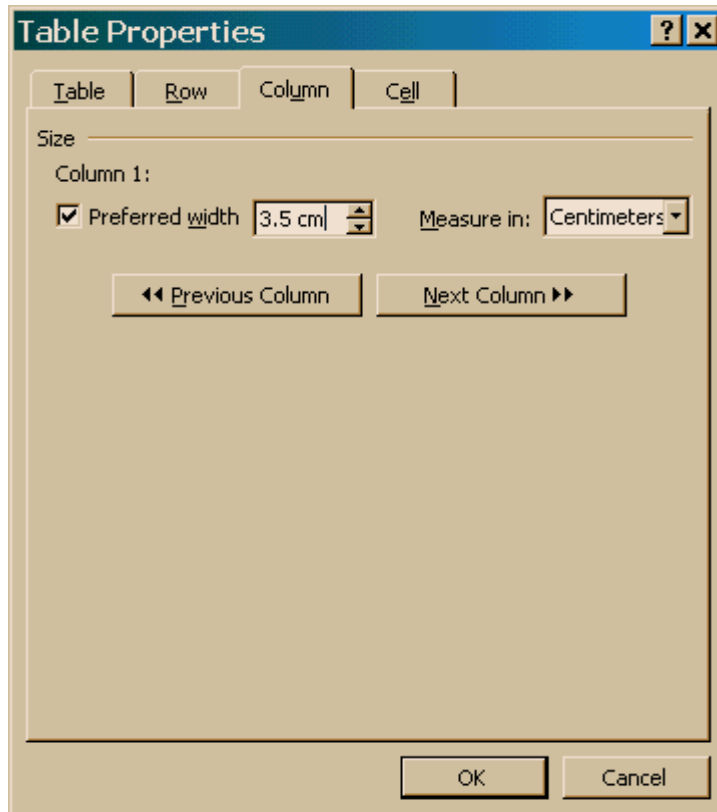 Table Properties ? X
Table Row Column Cell
Size
Column 1:
Preferred width 3.5 cm Measure in: Centimeters
Previous Column Next Column
OK Cancel